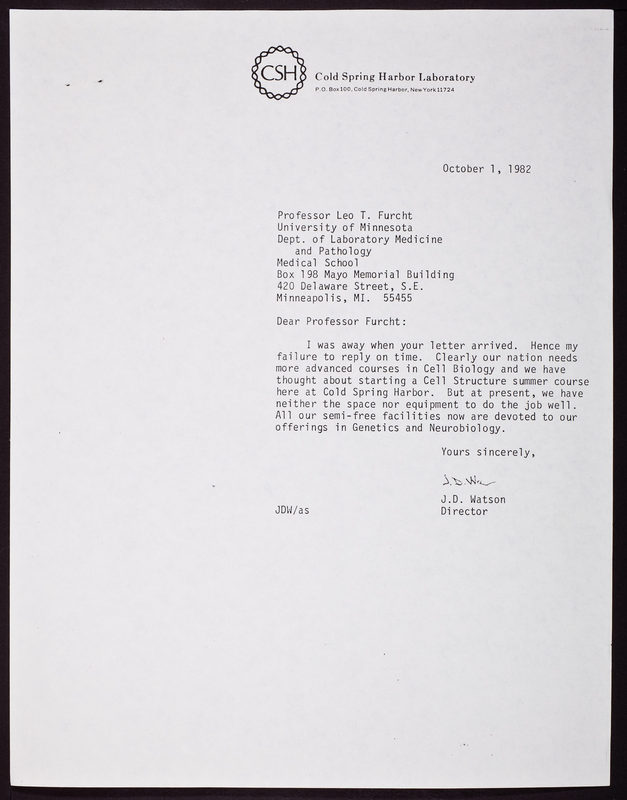 CSH
Cold Spring Harbor Laboratory
P.O. Box 100, Cold Spring Harbor, New York 11724
October 1, 1982
Professor Leo T. Furcht
University of Minnesota
Dept. of Laboratory Medicine
and Pathology
Medical School
Box 198 Mayo Memorial Building
420 Delaware Street, S.E.
Minneapolis, MI. 55455
Dear Professor Furcht:
I was away when your letter arrived. Hence my
failure to reply on time. Clearly our nation needs
more advanced courses in Cell Biology and we have
thought about starting a Cell Structure summer course
here at Cold Spring Harbor. But at present, we have
neither the space nor equipment to do the job well.
All our semi-free facilities now are devoted to our
offerings in Genetics and Neurobiology.
Yours sincerely,
J.D. Wa
J.D. Watson
JDW/as
Director